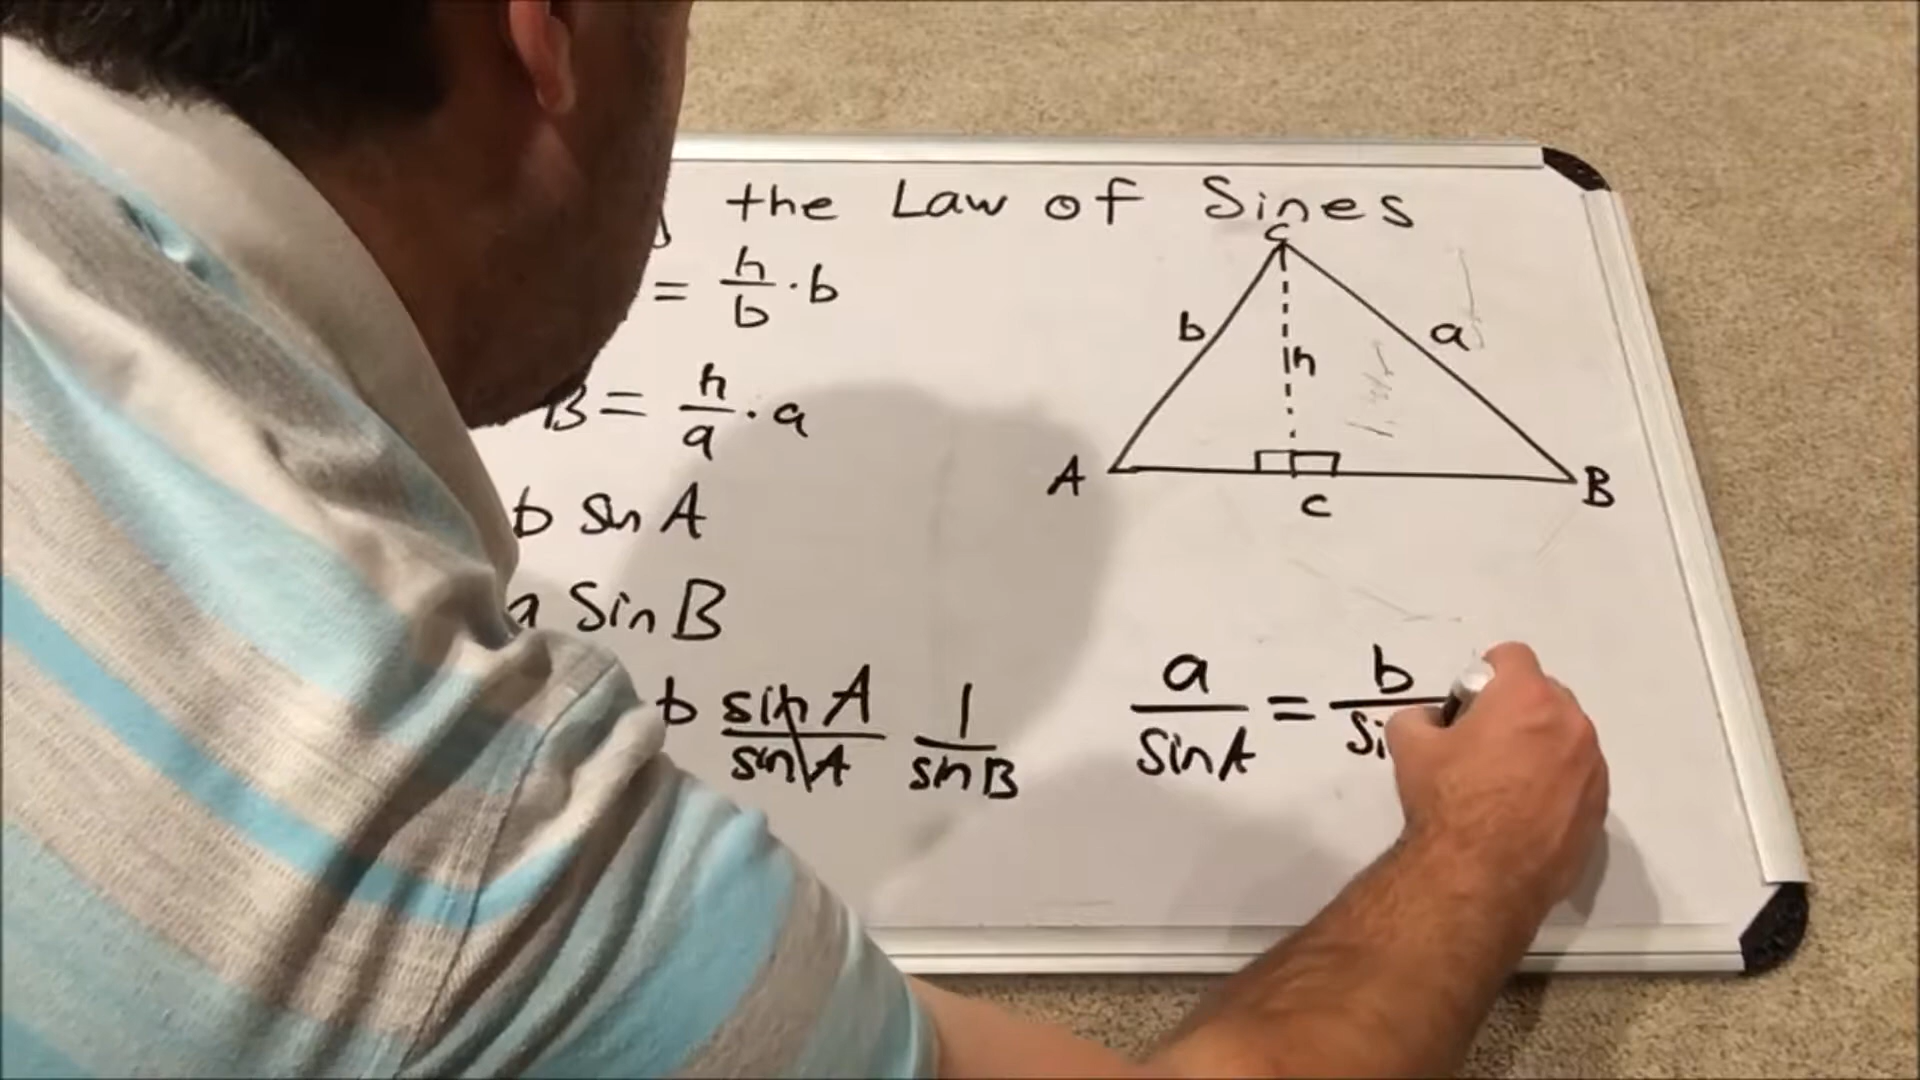 the Law of Sines
= h/b · b
B = h/a · a
b sin A
a Sin B
b sin A/sin A 1/sin B
C
b
a
h
A
B
c
a/sin A = b/